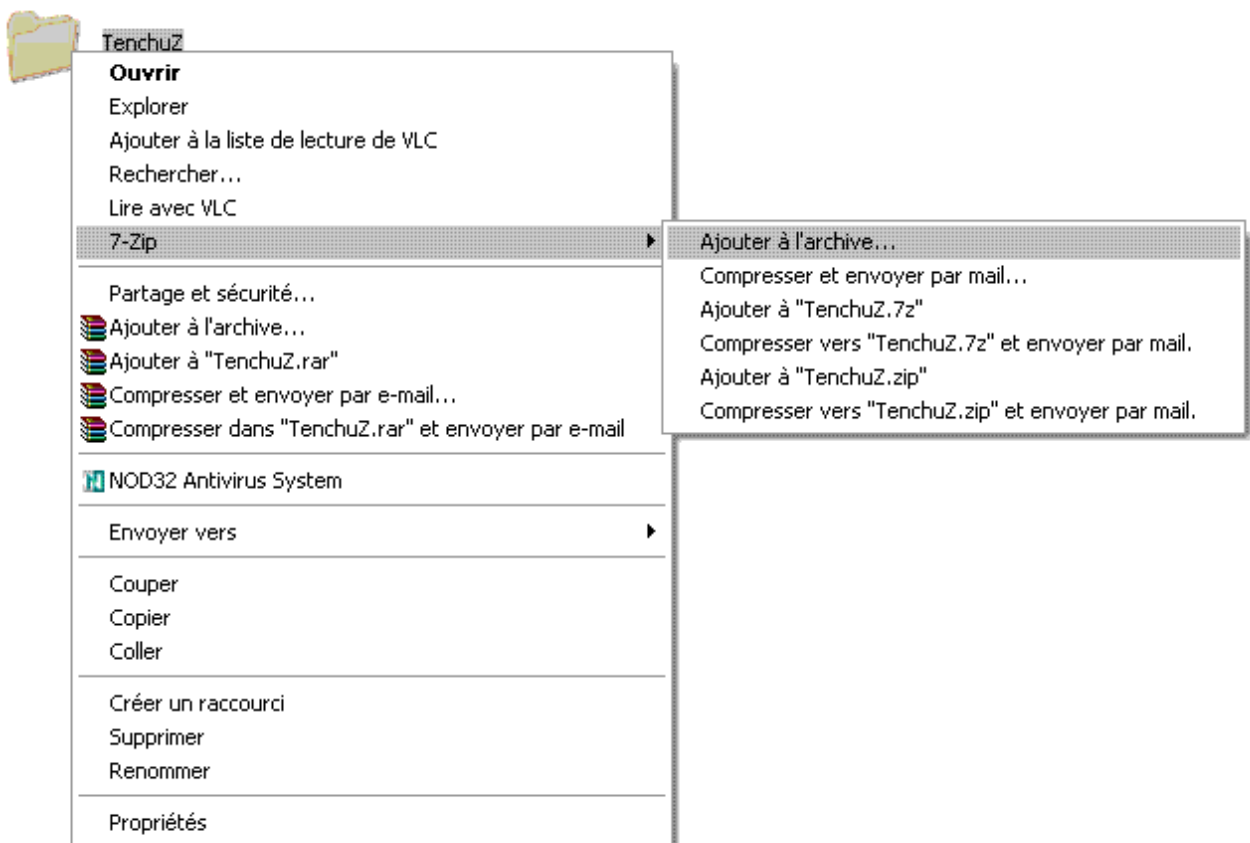 TenchuZ
Ouvrir
Explorer
Ajouter à la liste de lecture de VLC
Rechercher...
Lire avec VLC
7-Zip
Partage et sécurité...
Ajouter à l'archive...
Ajouter à "TenchuZ.rar"
Compresser et envoyer par e-mail...
Compresser dans "TenchuZ.rar" et envoyer par e-mail
NOD32 Antivirus System
Envoyer vers
Couper
Copier
Coller
Créer un raccourci
Supprimer
Renommer
Propriétés
Ajouter à l'archive...
Compresser et envoyer par mail...
Ajouter à "TenchuZ.7z"
Compresser vers "TenchuZ.7z" et envoyer par mail.
Ajouter à "TenchuZ.zip"
Compresser vers "TenchuZ.zip" et envoyer par mail.